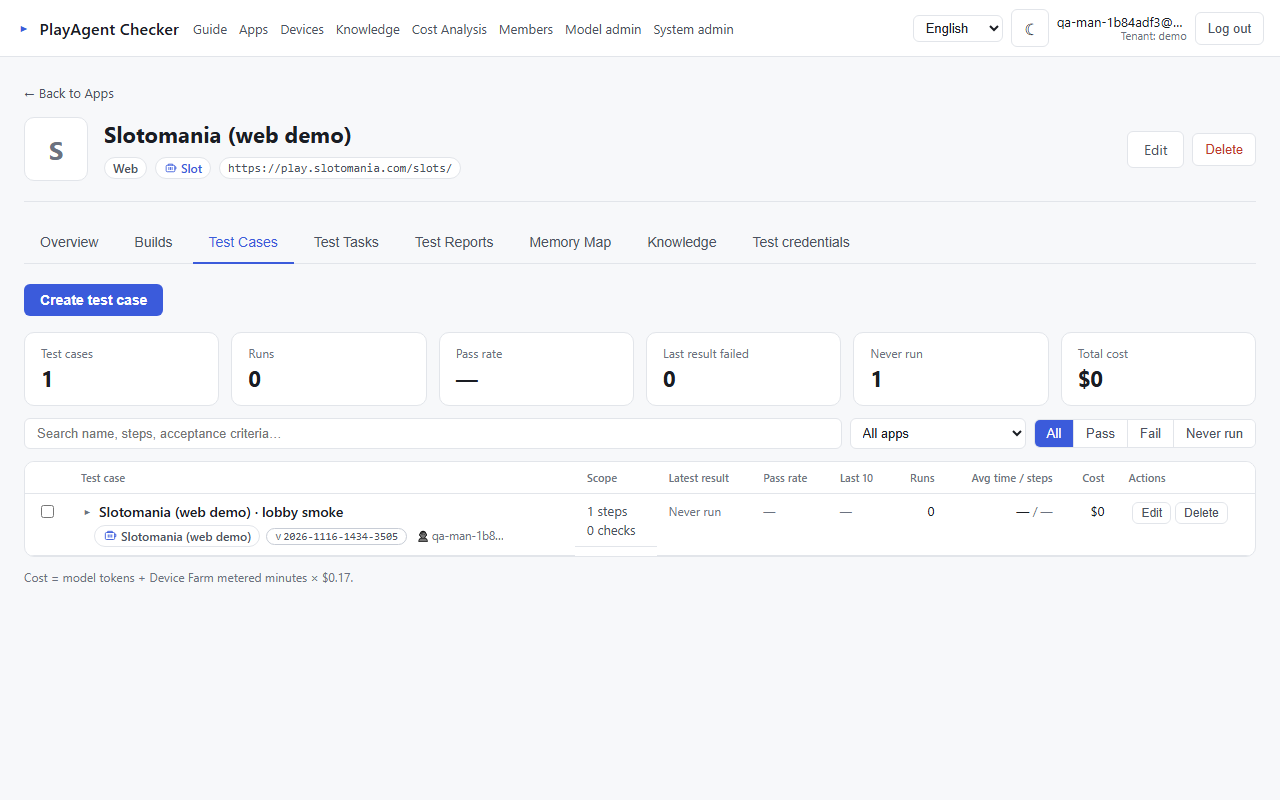 PlayAgent Checker Guide Apps Devices Knowledge Cost Analysis Members Model admin System admin English qa-man-1b84adf3@... Log out
Tenant: demo
← Back to Apps
S
Slotomania (web demo)
Web Slot https://play.slotomania.com/slots/
Edit Delete
Overview Builds Test Cases Test Tasks Test Reports Memory Map Knowledge Test credentials
Create test case
Test cases Runs Pass rate Last result failed Never run Total cost
1 0 — 0 1 $0
Search name, steps, acceptance criteria... All apps All Pass Fail Never run
Test case Scope Latest result Pass rate Last 10 Runs Avg time / steps Cost Actions
▸ Slotomania (web demo) · lobby smoke 1 steps Never run — — 0 — / — $0 Edit Delete
Slotomania (web demo) v2026-1116-1434-3505 qa-man-1b8... 0 checks
Cost = model tokens + Device Farm metered minutes × $0.17.